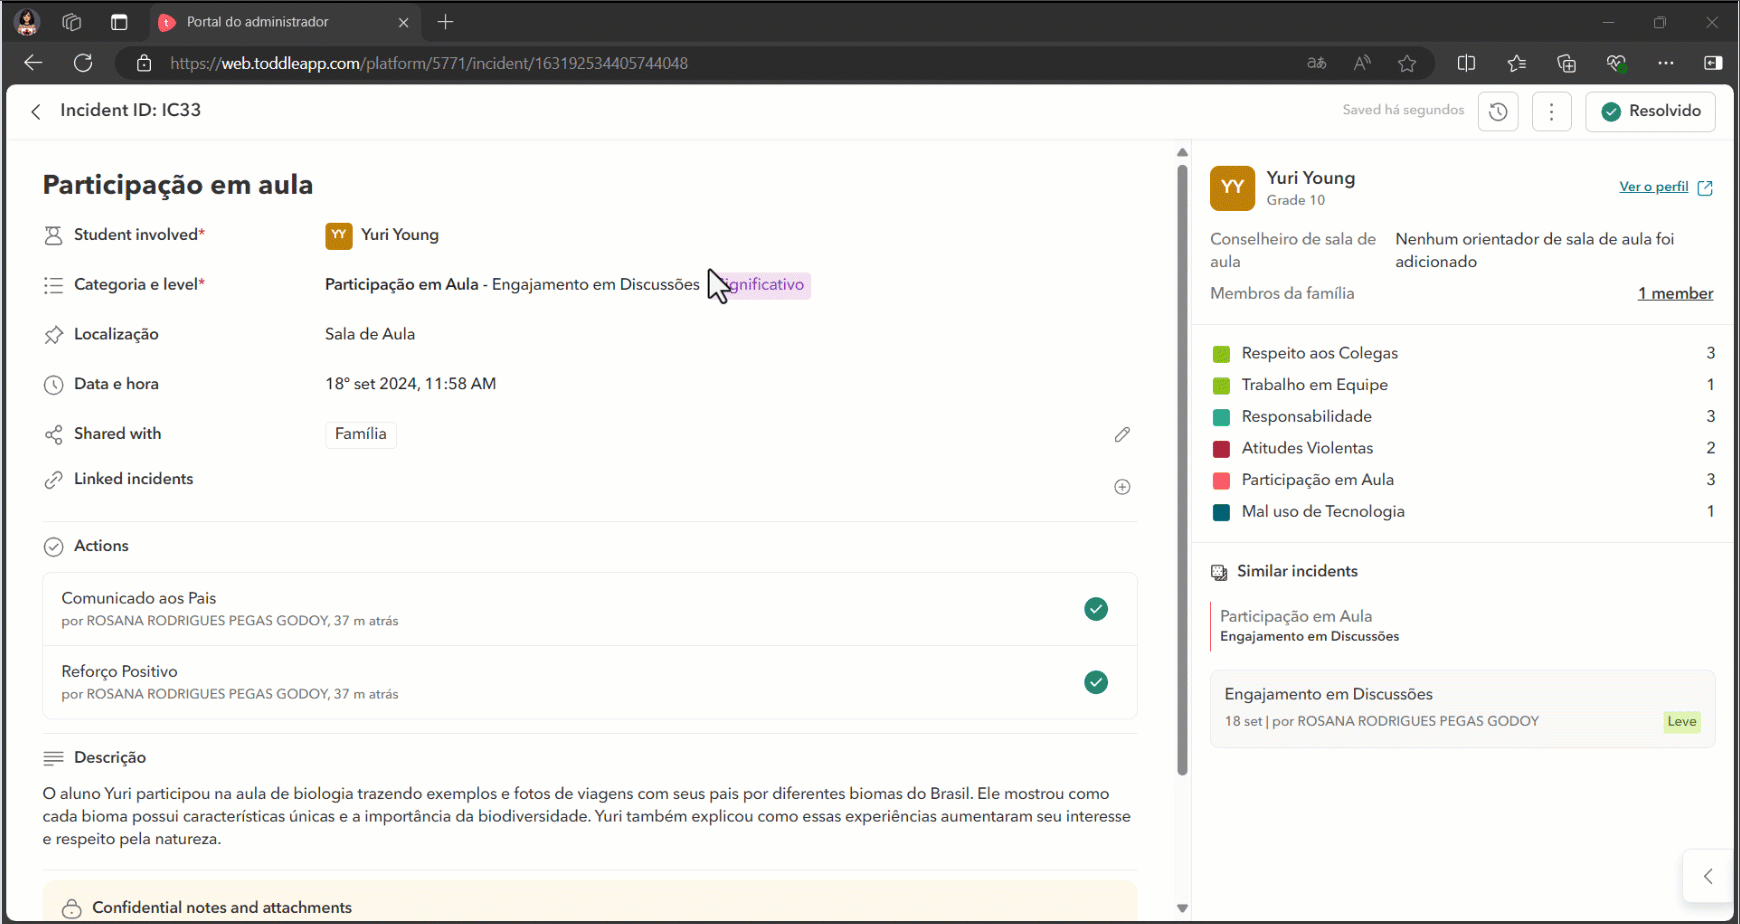 Portal do administrador
https://web.toddleapp.com/platform/5771/incident/163192534405744048
Incident ID: IC33
Saved há segundos
Resolvido
Participação em aula
Student involved*
YY Yuri Young
Categoria e level*
Participação em Aula - Engajamento em Discussões
Localização
Sala de Aula
Data e hora
18º set 2024, 11:58 AM
Shared with
Família
Linked incidents
Actions
Comunicado aos Pais
por ROSANA RODRIGUES PEGAS GODOY, 37 m atrás
Reforço Positivo
por ROSANA RODRIGUES PEGAS GODOY, 37 m atrás
Descrição
O aluno Yuri participou na aula de biologia trazendo exemplos e fotos de viagens com seus pais por diferentes biomas do Brasil. Ele mostrou como
cada bioma possui características únicas e a importância da biodiversidade. Yuri também explicou como essas experiências aumentaram seu interesse
e respeito pela natureza.
Confidential notes and attachments
YY
Yuri Young
Grade 10
Ver o perfil
Conselheiro de sala de
aula
Nenhum orientador de sala de aula foi
adicionado
Membros da família
1 member
Respeito aos Colegas 3
Trabalho em Equipe 1
Responsabilidade 3
Atitudes Violentas 2
Participação em Aula 3
Mal uso de Tecnologia 1
Similar incidents
Participação em Aula
Engajamento em Discussões
Engajamento em Discussões
18 set | por ROSANA RODRIGUES PEGAS GODOY
Leve